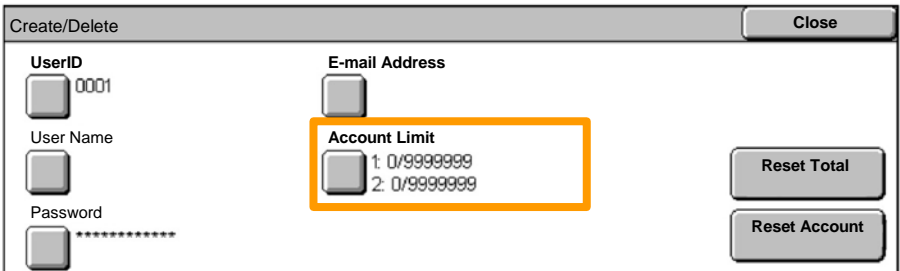 Create/Delete
Close
UserID
0001
E-mail Address
User Name
Account Limit
1: 0/9999999
2: 0/9999999
Reset Total
Password
************
Reset Account